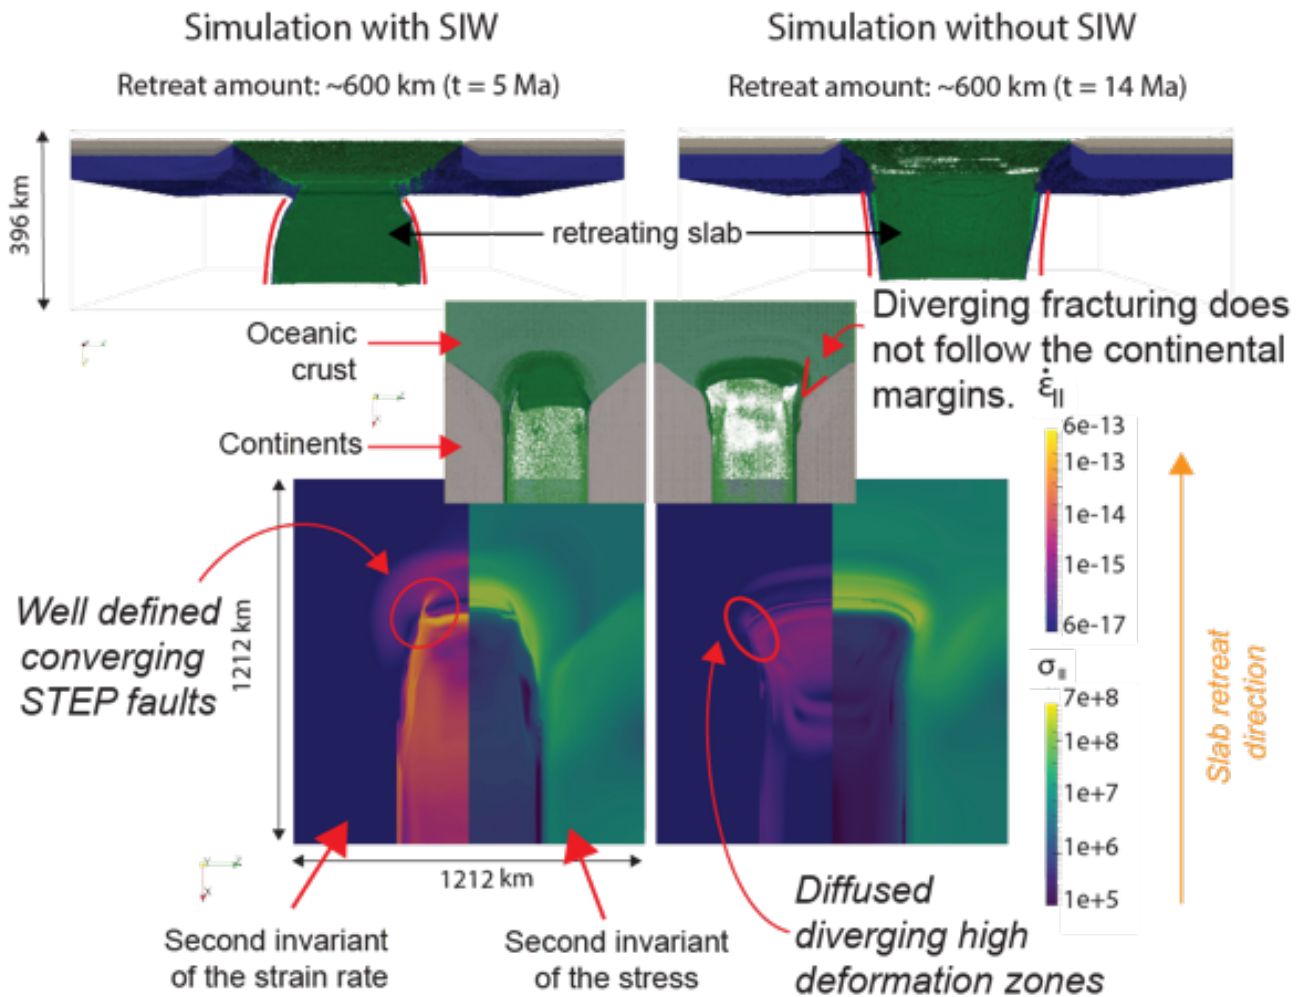 Simulation with SIW
Simulation without SIW
Retreat amount: ~600 km (t = 5 Ma)
Retreat amount: ~600 km (t = 14 Ma)
396 km
retreating slab
Oceanic
crust
Continents
Diverging fracturing does
not follow the continental
margins.
ε̇II
6e-13
1e-13
1e-14
1e-15
6e-17
σII
7e+8
1e+8
1e+7
1e+6
1e+5
Slab retreat
direction
Well defined
converging
STEP faults
1212 km
1212 km
Second invariant
of the strain rate
Second invariant
of the stress
Diffused
diverging high
deformation zones